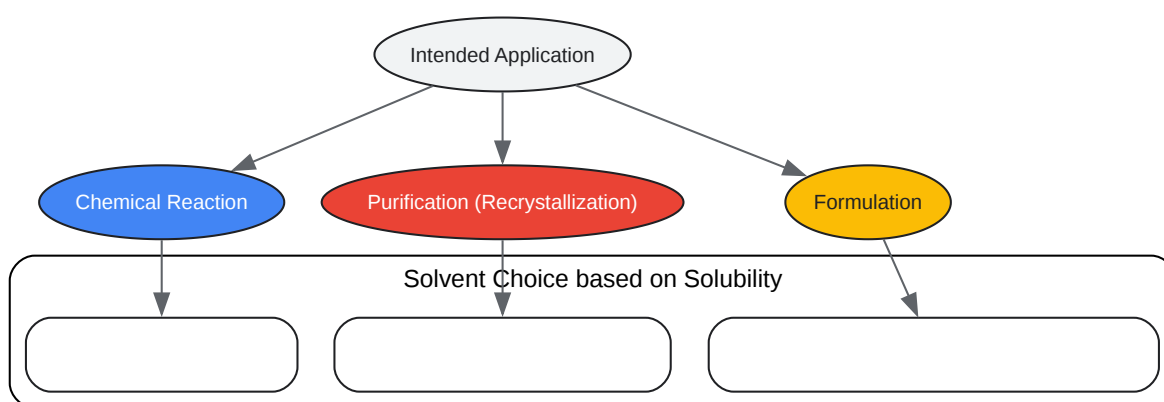 Intended Application
Chemical Reaction
Purification (Recrystallization)
Formulation
Solvent Choice based on Solubility